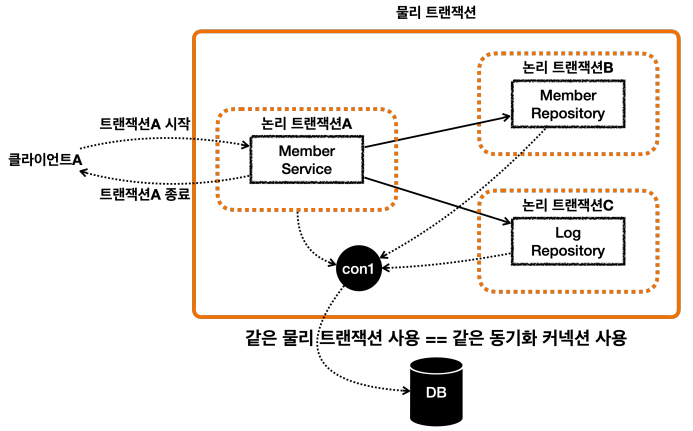 물리 트랜잭션
논리 트랜잭션B
Member
Repository
트랜잭션A 시작
논리 트랜잭션A
Member
Service
클라이언트A
트랜잭션A 종료
논리 트랜잭션C
Log
Repository
con1
같은 물리 트랜잭션 사용 == 같은 동기화 커넥션 사용
DB